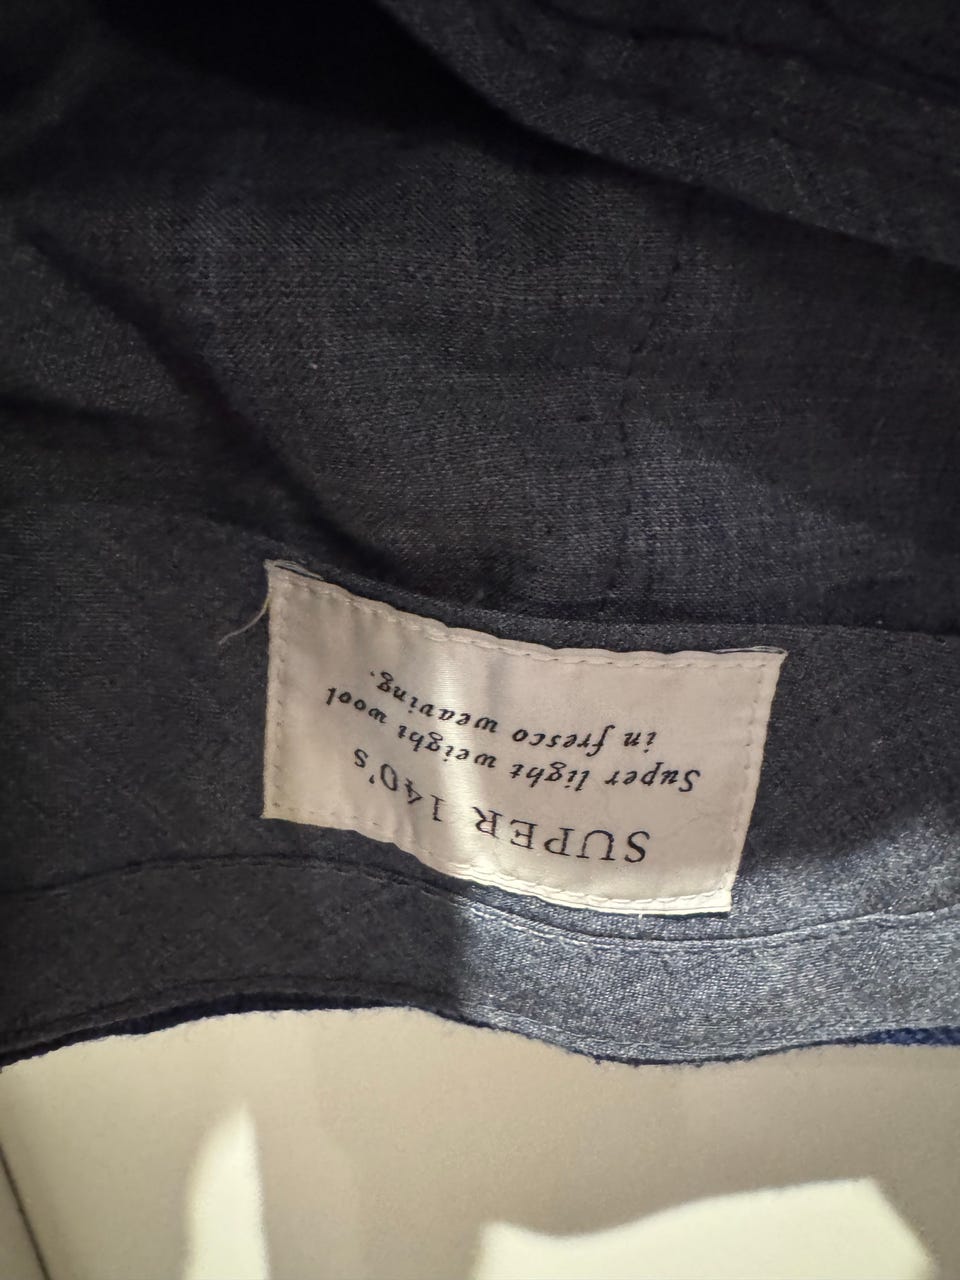 SUPER 140's
Super light weight wool
in fresco weaving.